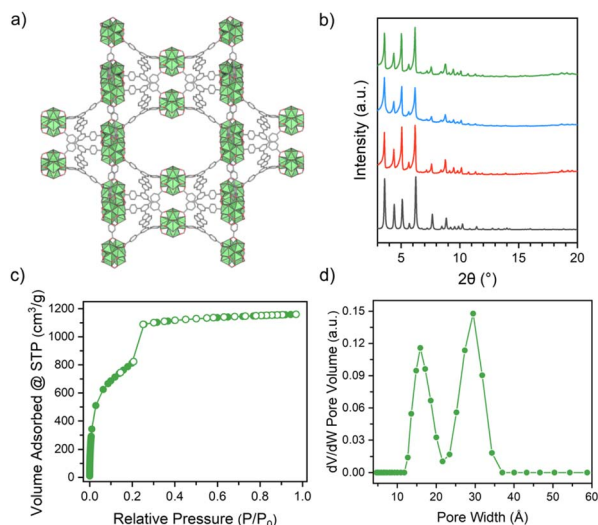 a)
b)
Intensity (a.u.)
5 10 15 20
2θ (°)
c)
Volume Adsorbed @ STP (cm³/g)
1200
1000
800
600
400
200
0
0.0 0.2 0.4 0.6 0.8 1.0
Relative Pressure (P/P₀)
d)
dV/dW Pore Volume (a.u.)
0.15
0.12
0.09
0.06
0.03
0.00
10 20 30 40 50 60
Pore Width (Å)